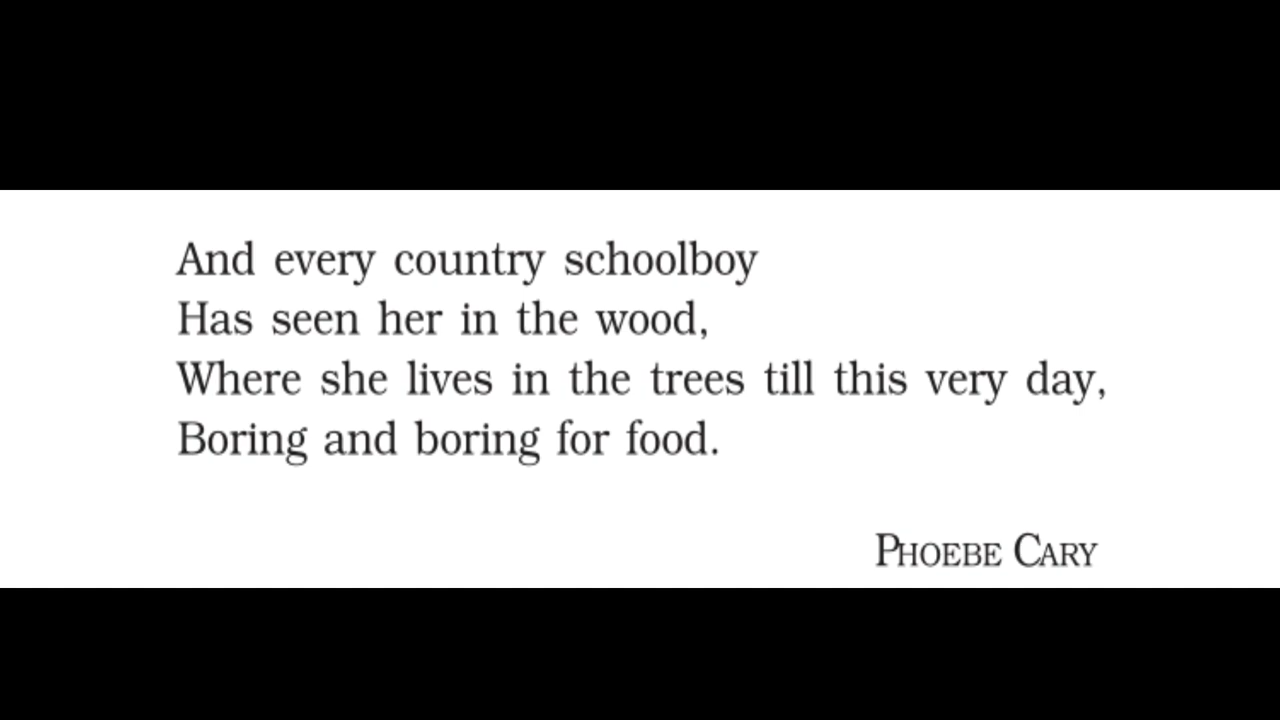 And every country schoolboy
Has seen her in the wood,
Where she lives in the trees till this very day,
Boring and boring for food.
PHOEBE CARY